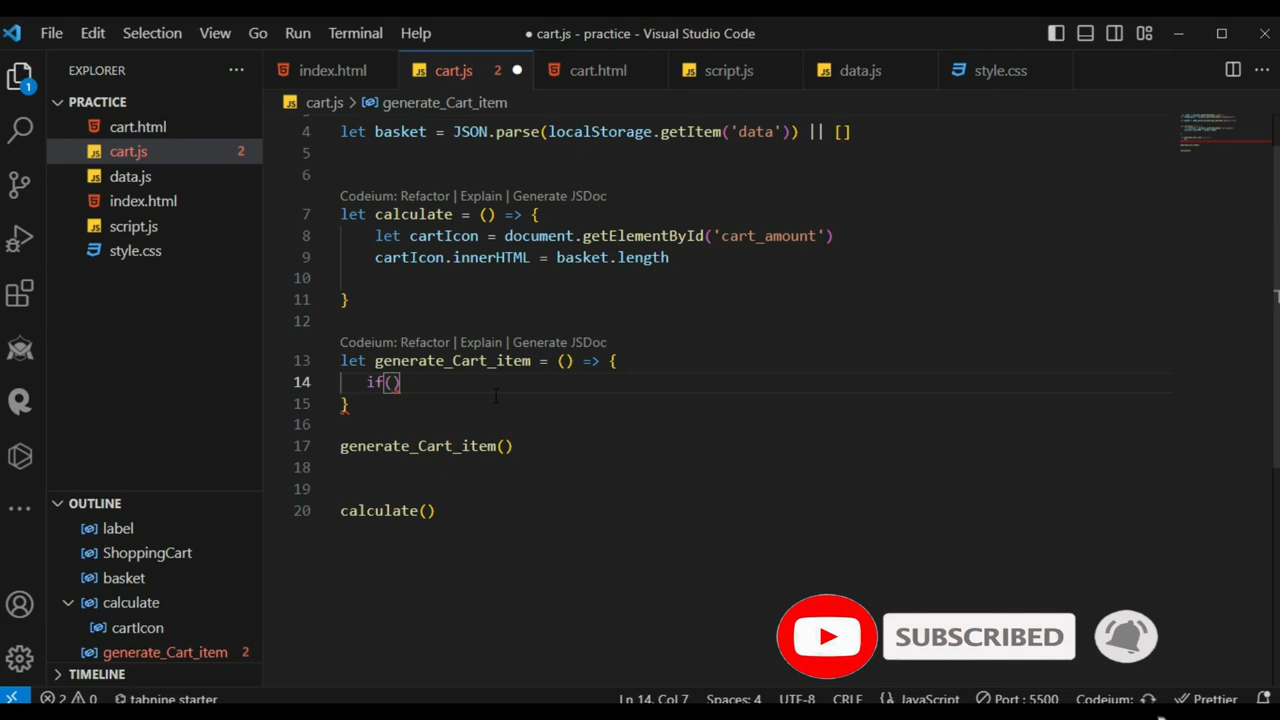 File Edit Selection View Go Run Terminal Help
● cart.js - practice - Visual Studio Code
EXPLORER
PRACTICE
cart.html
cart.js 2
data.js
index.html
script.js
style.css
OUTLINE
label
ShoppingCart
basket
calculate
cartIcon
generate_Cart_item 2
TIMELINE
index.html cart.js 2 cart.html script.js data.js style.css
cart.js > generate_Cart_item
4 let basket = JSON.parse(localStorage.getItem('data')) || []
5
6
Codeium: Refactor | Explain | Generate JSDoc
7 let calculate = () => {
8 let cartIcon = document.getElementById('cart_amount')
9 cartIcon.innerHTML = basket.length
10
11 }
12
Codeium: Refactor | Explain | Generate JSDoc
13 let generate_Cart_item = () => {
14 if()
15 }
16
17 generate_Cart_item()
18
19
20 calculate()
SUBSCRIBED
1
2 0 tabnine starter Ln 14, Col 7 Spaces: 4 UTF-8 CRLF JavaScript Port : 5500 Codeium: Prettier